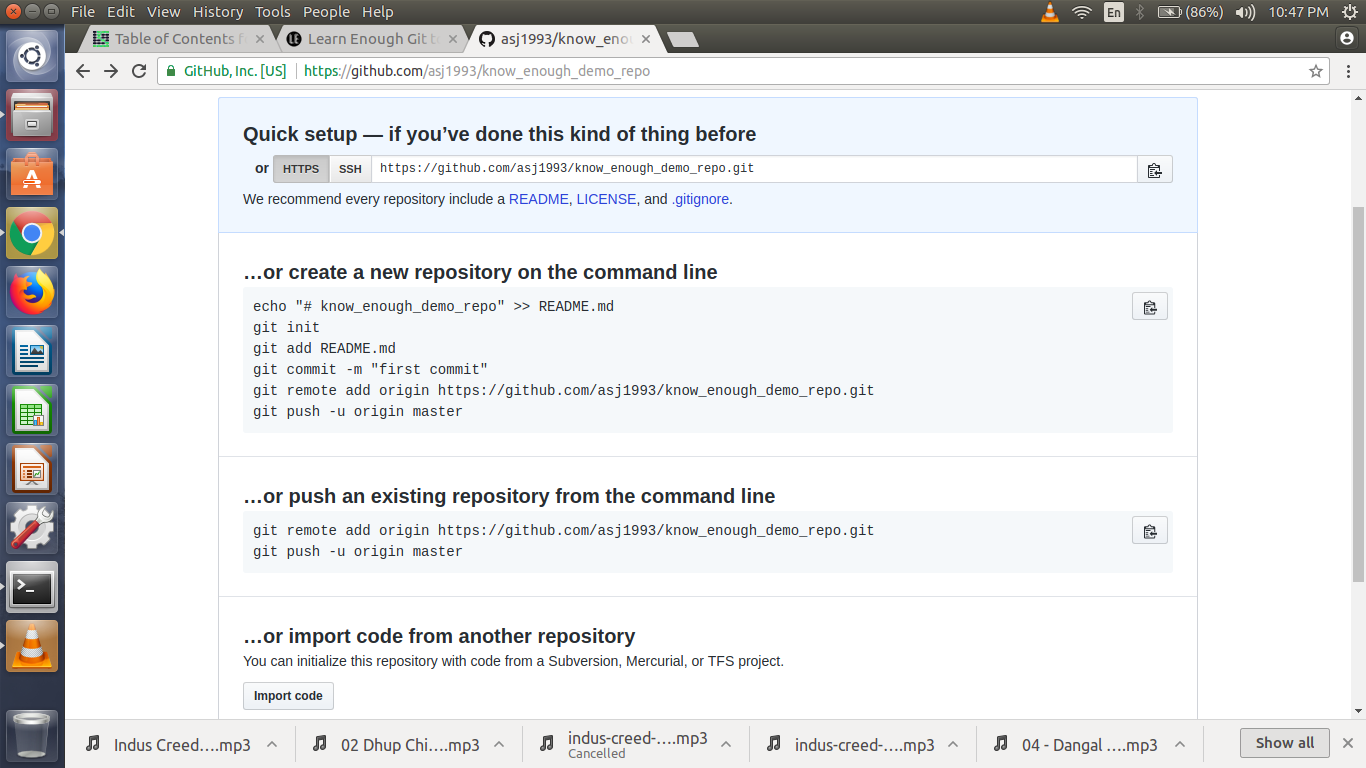 File Edit View History Tools People Help
En
(86%)
10:47 PM
Table of Contents f
Learn Enough Git to
asj1993/know_enou
GitHub, Inc. [US]
https://github.com/asj1993/know_enough_demo_repo
Quick setup — if you’ve done this kind of thing before
or HTTPS SSH https://github.com/asj1993/know_enough_demo_repo.git
We recommend every repository include a README, LICENSE, and .gitignore.
…or create a new repository on the command line
echo "# know_enough_demo_repo" >> README.md
git init
git add README.md
git commit -m "first commit"
git remote add origin https://github.com/asj1993/know_enough_demo_repo.git
git push -u origin master
…or push an existing repository from the command line
git remote add origin https://github.com/asj1993/know_enough_demo_repo.git
git push -u origin master
…or import code from another repository
You can initialize this repository with code from a Subversion, Mercurial, or TFS project.
Import code
Indus Creed….mp3
02 Dhup Chi….mp3
indus-creed-….mp3
Cancelled
indus-creed-….mp3
04 - Dangal ….mp3
Show all